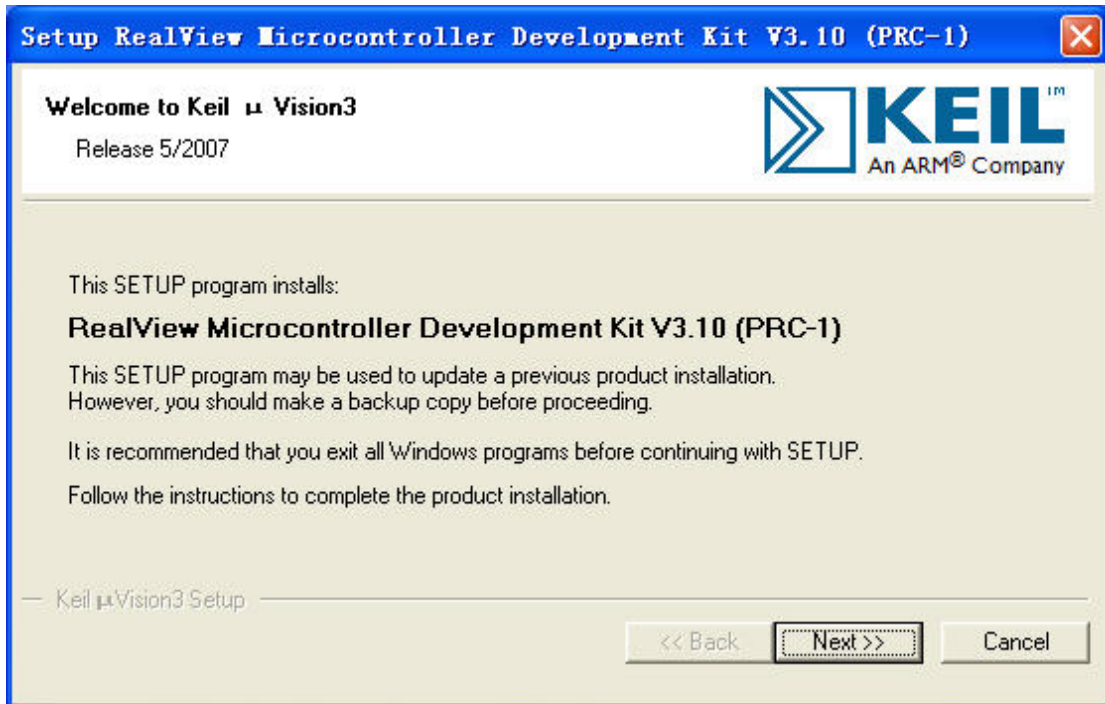 Setup RealView Microcontroller Development Kit V3.10 (PRC-1)
Welcome to Keil μ Vision3
Release 5/2007
KEIL™
An ARM® Company
This SETUP program installs:
RealView Microcontroller Development Kit V3.10 (PRC-1)
This SETUP program may be used to update a previous product installation.
However, you should make a backup copy before proceeding.
It is recommended that you exit all Windows programs before continuing with SETUP.
Follow the instructions to complete the product installation.
Keil μVision3 Setup
<< Back
Next >>
Cancel